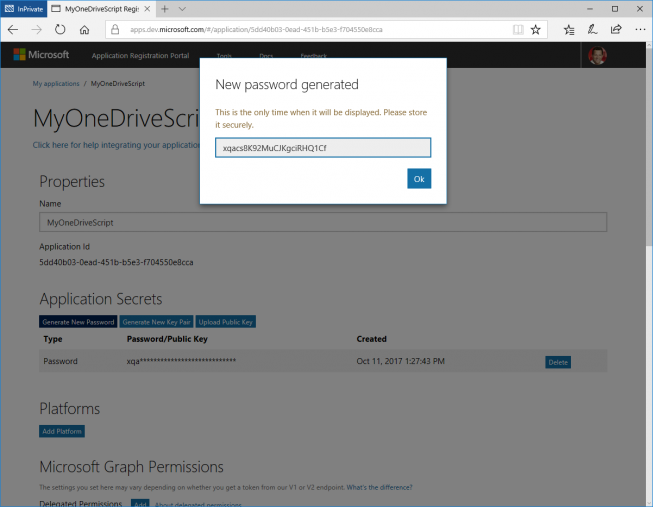 InPrivate
MyOneDriveScript Regis
apps.dev.microsoft.com/#/application/5dd40b03-0ead-451b-b5e3-f704550e8cca
Microsoft Application Registration Portal Tools Docs Feedback
My applications / MyOneDriveScript
MyOneDriveScri
Click here for help integrating your application
New password generated
This is the only time when it will be displayed. Please store
it securely.
xqacs8K92MuCJKgciRHQ1Cf
Ok
Properties
Name
MyOneDriveScript
Application Id
5dd40b03-0ead-451b-b5e3-f704550e8cca
Application Secrets
Generate New Password Generate New Key Pair Upload Public Key
Type Password/Public Key Created
Password xqa**************************** Oct 11, 2017 1:27:43 PM Delete
Platforms
Add Platform
Microsoft Graph Permissions
The settings you set here may vary depending on whether you get a token from our V1 or V2 endpoint. What's the difference?
Delegated Permissions Add About delegated permissions